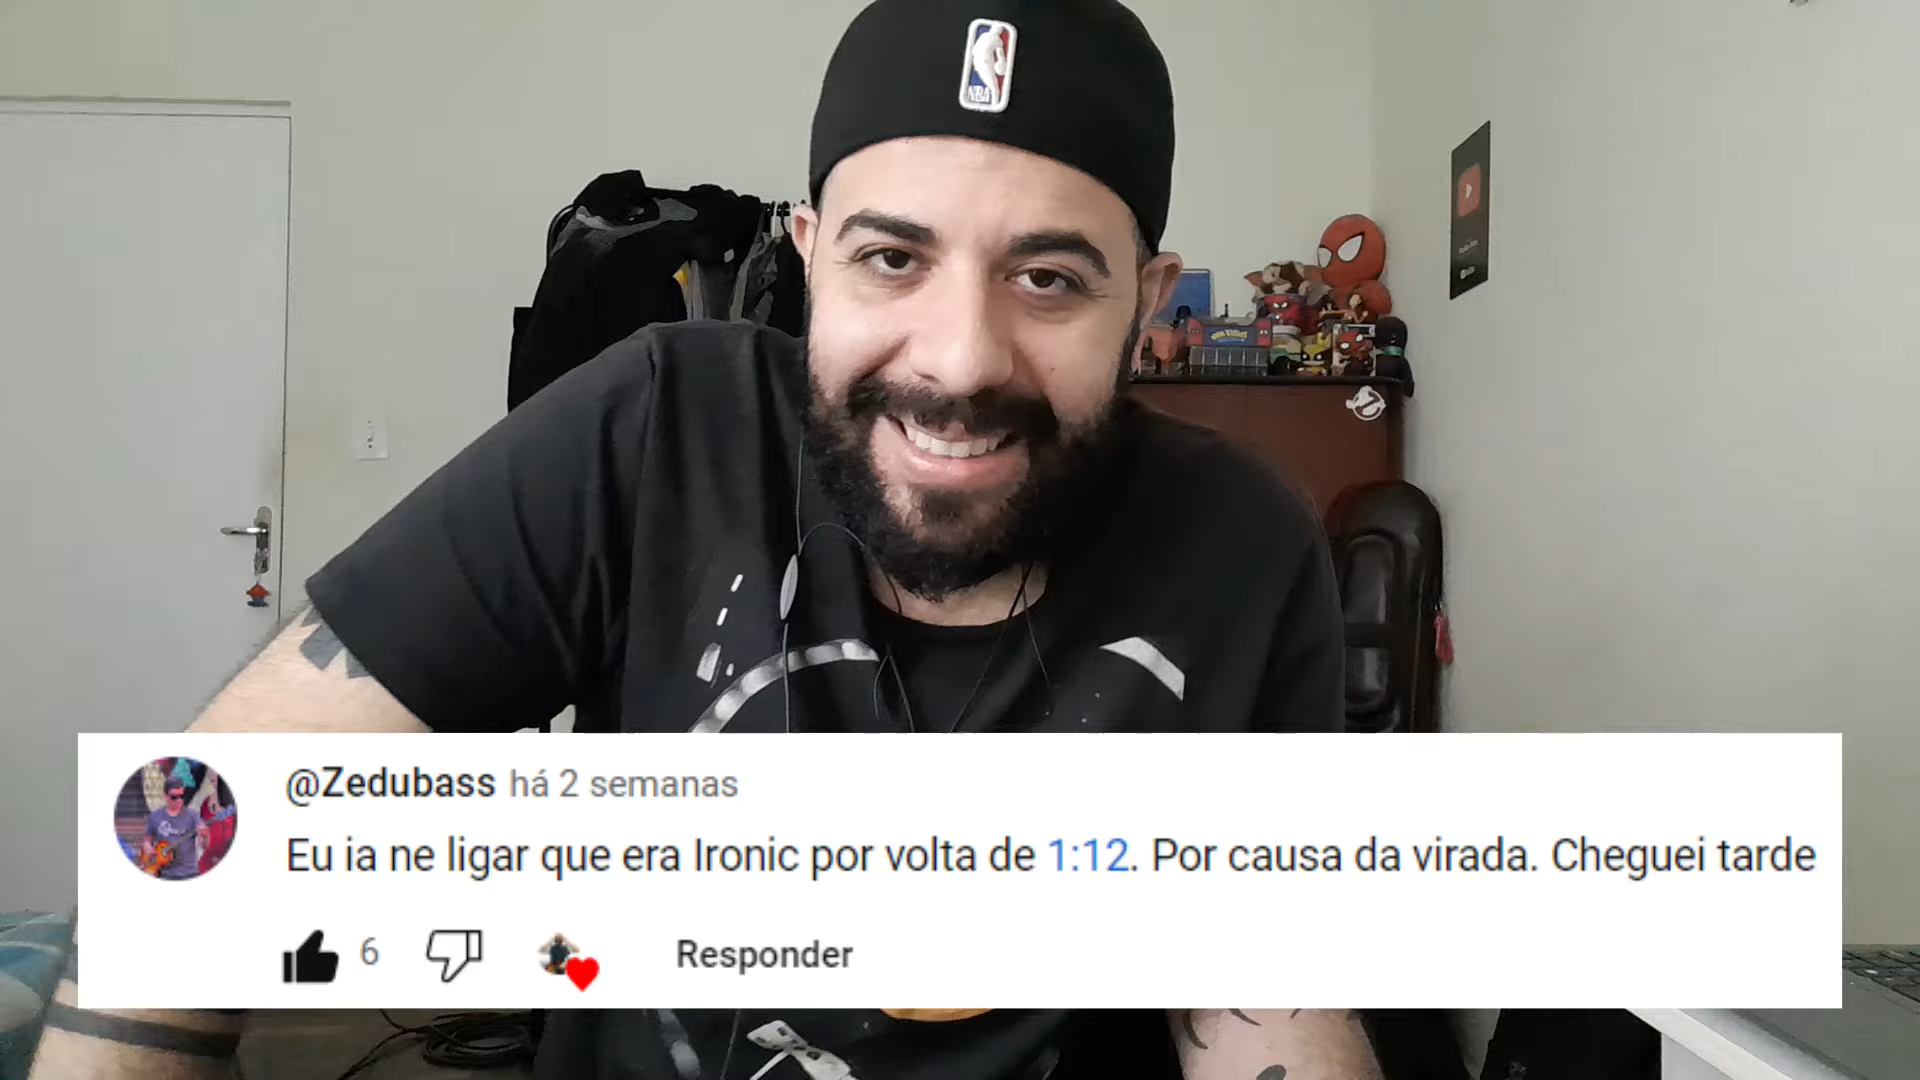 NBA
@Zedubass há 2 semanas
Eu ia ne ligar que era Ironic por volta de 1:12. Por causa da virada. Cheguei tarde
6
Responder